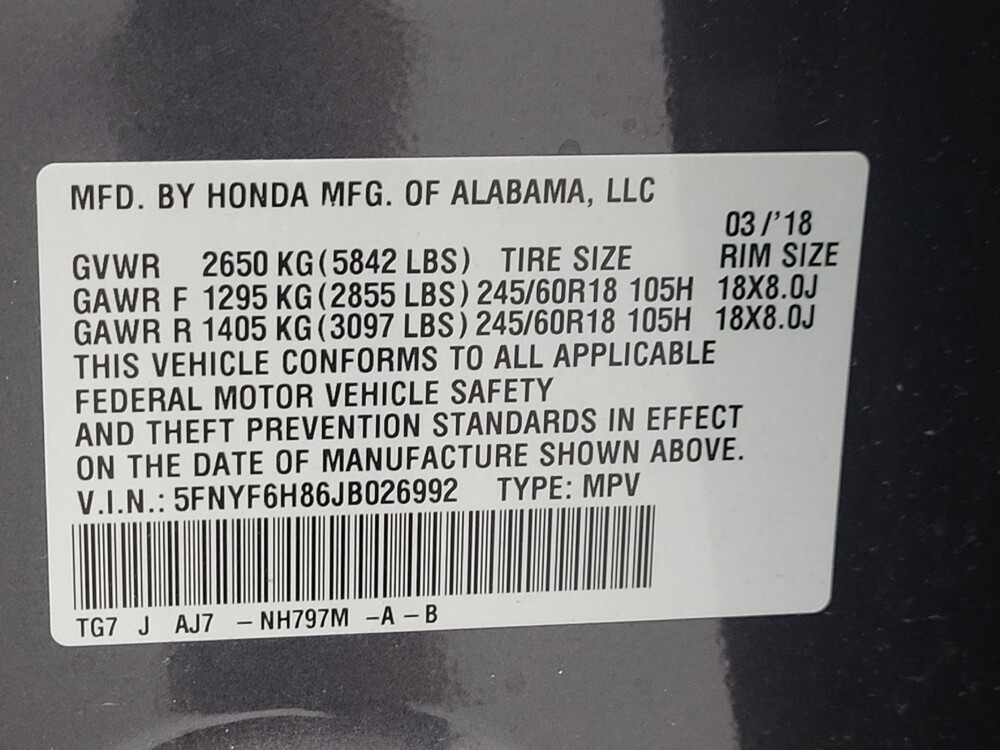 MFD. BY HONDA MFG. OF ALABAMA, LLC
03/'18
GVWR 2650 KG(5842 LBS) TIRE SIZE RIM SIZE
GAWR F 1295 KG(2855 LBS) 245/60R18 105H 18X8.0J
GAWR R 1405 KG(3097 LBS) 245/60R18 105H 18X8.0J
THIS VEHICLE CONFORMS TO ALL APPLICABLE
FEDERAL MOTOR VEHICLE SAFETY
AND THEFT PREVENTION STANDARDS IN EFFECT
ON THE DATE OF MANUFACTURE SHOWN ABOVE.
V.I.N.: 5FNYF6H86JB026992 TYPE: MPV
TG7 J AJ7 -NH797M -A-B